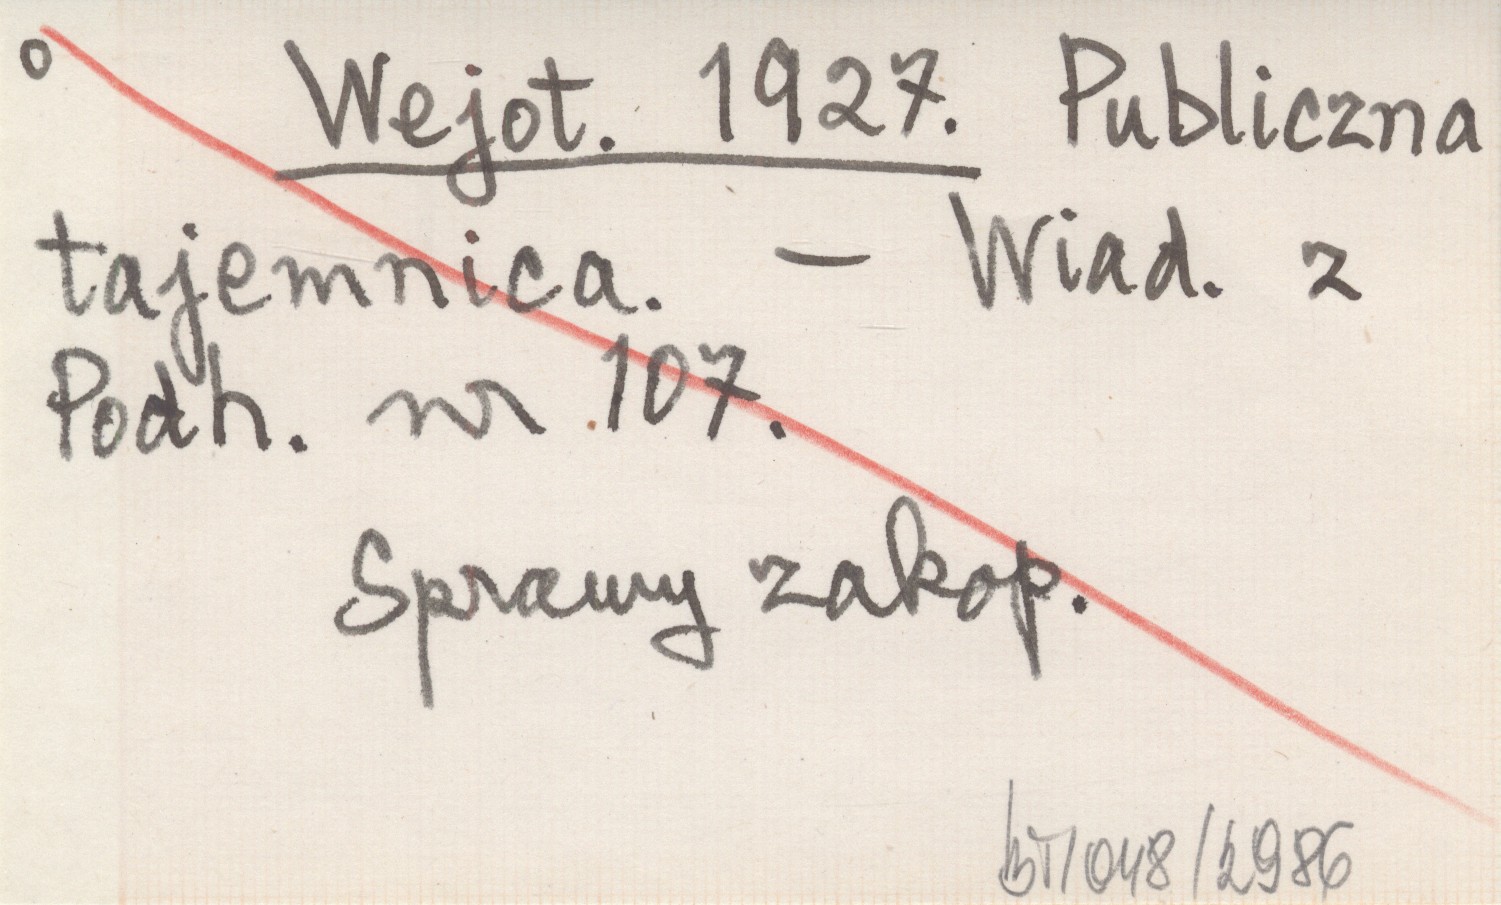 o Wejot. 1927. Publiczna
tajemnica. — Wiad. z
Podh. nr 107.
Sprawy zakop.
BT/048/2986